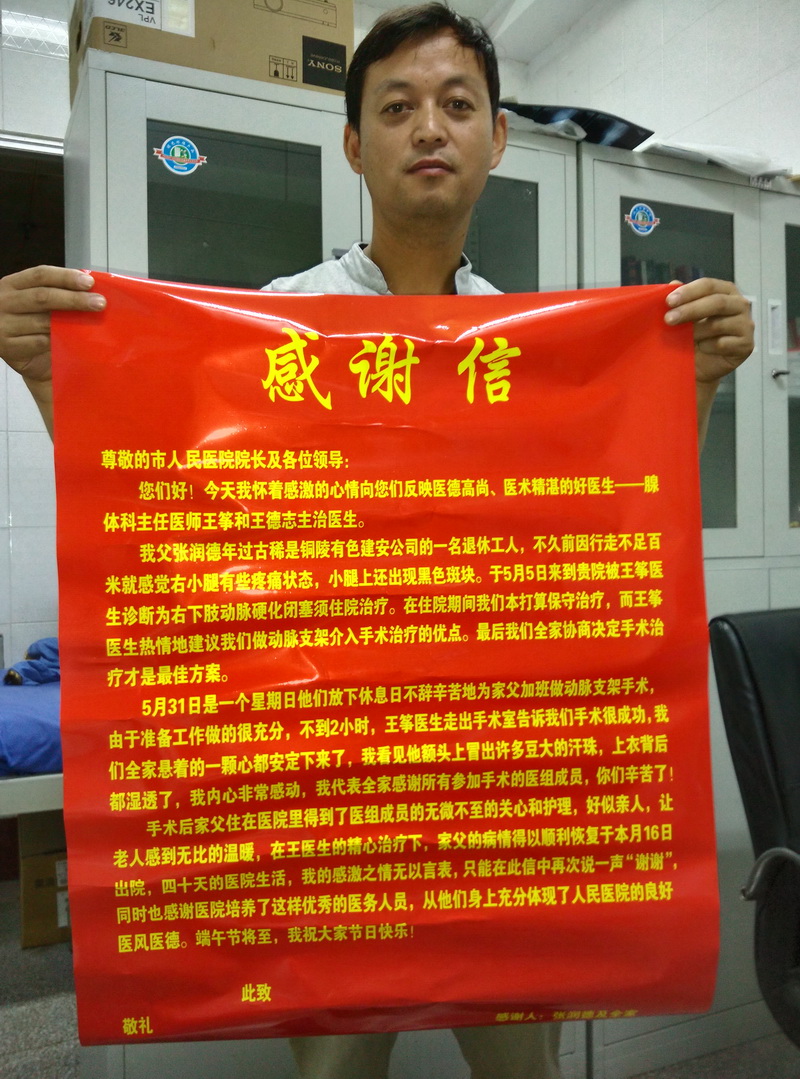 VPL
EX246
SONY
感谢信
尊敬的市人民医院院长及各位领导：
您们好！今天我怀着感激的心情向您们反映医德高尚、医术精湛的好医生——腺
体科主任医师王筝和王德志主治医生。
我父张润德年过古稀是铜陵有色建安公司的一名退休工人，不久前因行走不足百
米就感觉右小腿有些疼痛状态，小腿上还出现黑色斑块。于5月5日来到贵院被王筝医
生诊断为右下肢动脉硬化闭塞须住院治疗。在住院期间我们本打算保守治疗，而王筝
医生热情地建议我们做动脉支架介入手术治疗的优点。最后我们全家协商决定手术治
疗才是最佳方案。
5月31日是一个星期日他们放下休息日不辞辛苦地为家父加班做动脉支架手术，
由于准备工作做的很充分，不到2小时，王筝医生走出手术室告诉我们手术很成功，我
们全家悬着的一颗心都安定下来了，我看见他额头上冒出许多豆大的汗珠，上衣背后
都湿透了，我内心非常感动，我代表全家感谢所有参加手术的医组成员，你们辛苦了！
手术后家父住在医院里得到了医组成员的无微不至的关心和护理，好似亲人，让
老人感到无比的温暖，在王医生的精心治疗下，家父的病情得以顺利恢复于本月16日
出院，四十天的医院生活，我的感激之情无以言表，只能在此信中再次说一声“谢谢”，
同时也感谢医院培养了这样优秀的医务人员，从他们身上充分体现了人民医院的良好
医风医德。端午节将至，我祝大家节日快乐！
此致
敬礼
感谢人：张润德及全家